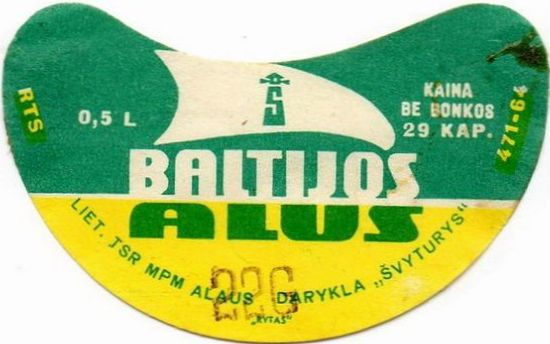 RTS
0,5 L
S
KAINA
BE BONKOS
29 KAP.
471-64
BALTIJOS
ALUS
LIET. TSR MPM ALAUS DARYKLA „ŠVYTURYS“
22G
„RYTAS“